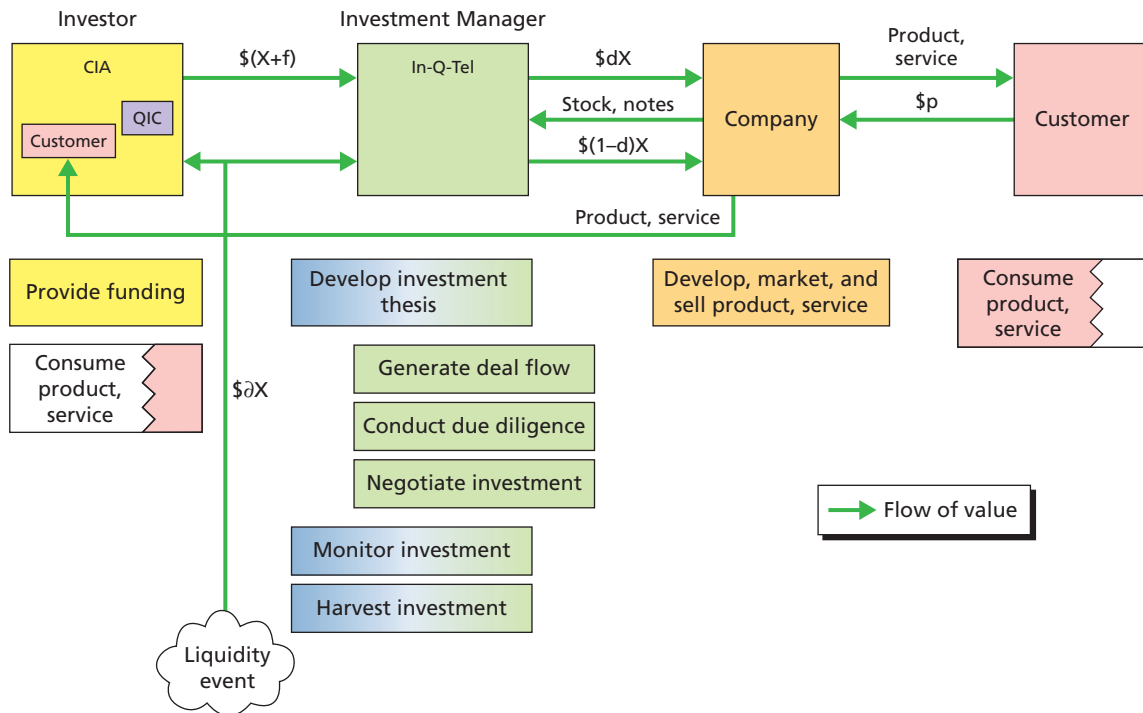 Investor
Investment Manager
CIA
QIC
Customer
$(X+f)
In-Q-Tel
$dX
Stock, notes
$(1–d)X
Company
Product,
service
$p
Customer
Product, service
Provide funding
Develop investment
thesis
Develop, market, and
sell product, service
Consume
product,
service
Consume
product,
service
$∂X
Generate deal flow
Conduct due diligence
Negotiate investment
Flow of value
Monitor investment
Harvest investment
Liquidity
event